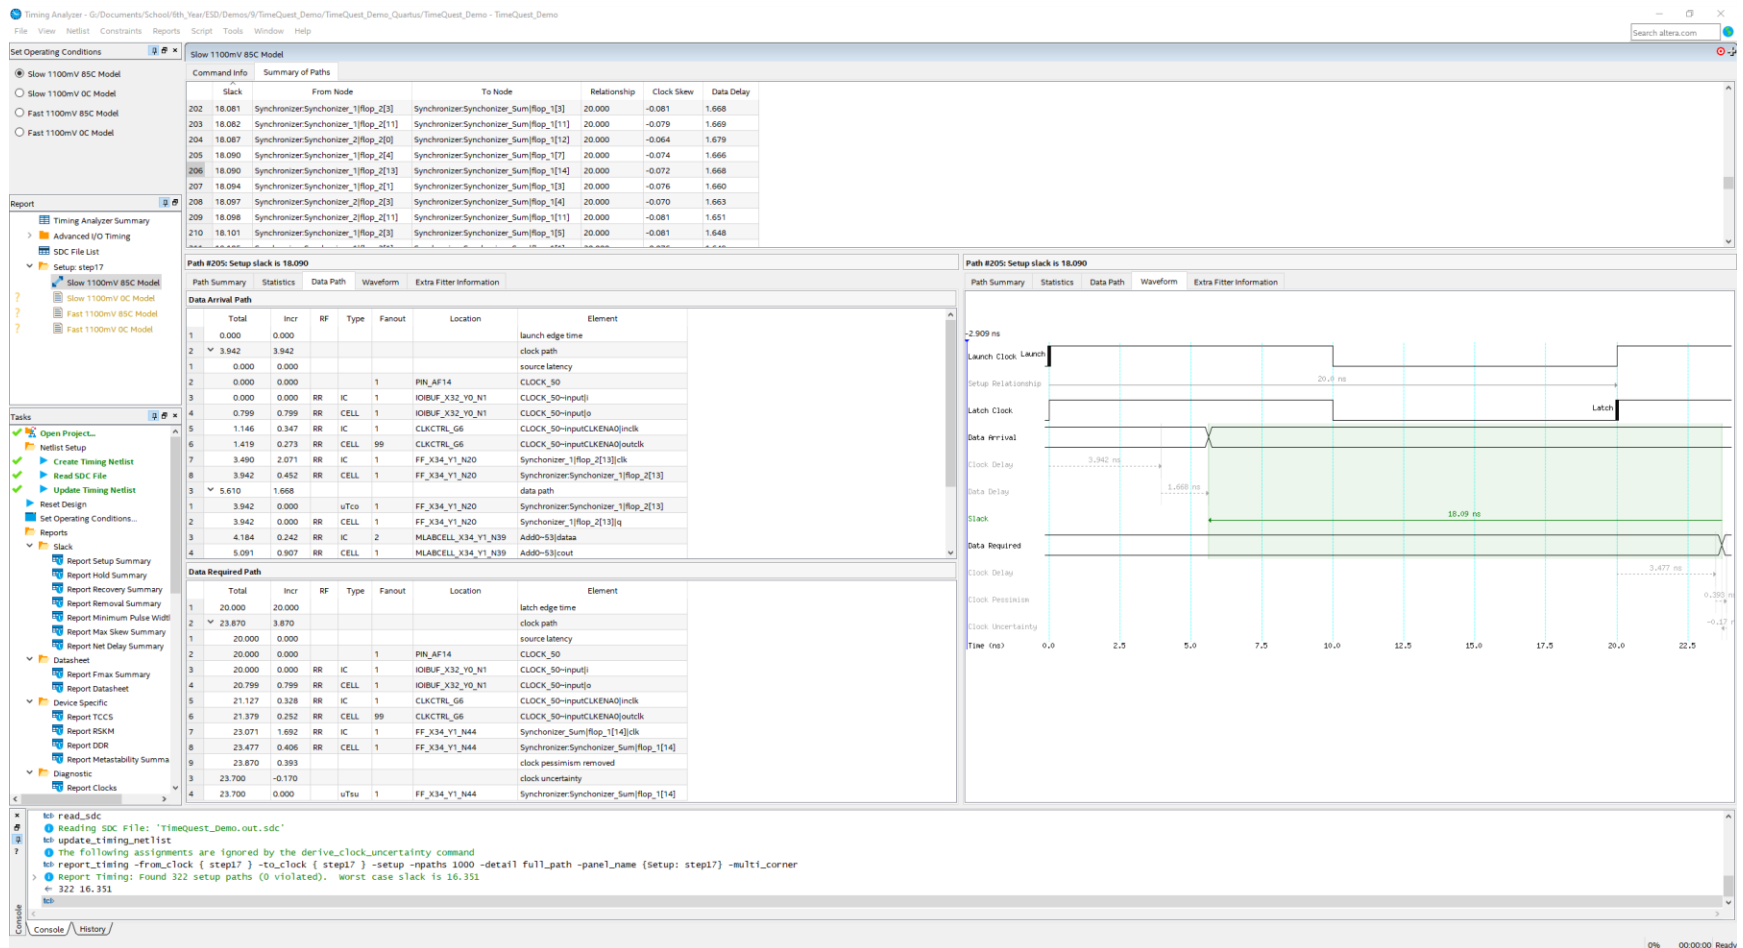 Timing Analyzer - G:/Documents/School/6th_Year/ESD/Demos/9/TimeQuest_Demo/TimeQuest_Demo_Quartus/TimeQuest_Demo - TimeQuest_Demo
File View Netlist Constraints Reports Script Tools Window Help
Search altera.com
Set Operating Conditions
Slow 1100mV 85C Model
Slow 1100mV 0C Model
Fast 1100mV 85C Model
Fast 1100mV 0C Model
Report
Timing Analyzer Summary
Advanced I/O Timing
SDC File List
Setup: step17
Slow 1100mV 85C Model
Slow 1100mV 0C Model
Fast 1100mV 85C Model
Fast 1100mV 0C Model
Tasks
Open Project...
Netlist Setup
Create Timing Netlist
Read SDC File
Update Timing Netlist
Reset Design
Set Operating Conditions...
Reports
Slack
Report Setup Summary
Report Hold Summary
Report Recovery Summary
Report Removal Summary
Report Minimum Pulse Widtl
Report Max Skew Summary
Report Net Delay Summary
Datasheet
Report Fmax Summary
Report Datasheet
Device Specific
Report TCCS
Report RSKM
Report DDR
Report Metastability Summa
Diagnostic
Report Clocks
Slow 1100mV 85C Model
Command Info Summary of Paths
Slack From Node To Node Relationship Clock Skew Data Delay
202 18.081 Synchronizer:Synchonizer_1|flop_2[3] Synchronizer:Synchonizer_Sum|flop_1[3] 20.000 -0.081 1.668
203 18.082 Synchronizer:Synchonizer_1|flop_2[11] Synchronizer:Synchonizer_Sum|flop_1[11] 20.000 -0.079 1.669
204 18.087 Synchronizer:Synchonizer_2|flop_2[0] Synchronizer:Synchonizer_Sum|flop_1[12] 20.000 -0.064 1.679
205 18.090 Synchronizer:Synchonizer_2|flop_2[4] Synchronizer:Synchonizer_Sum|flop_1[7] 20.000 -0.074 1.666
206 18.090 Synchronizer:Synchonizer_1|flop_2[13] Synchronizer:Synchonizer_Sum|flop_1[14] 20.000 -0.072 1.668
207 18.094 Synchronizer:Synchonizer_1|flop_2[1] Synchronizer:Synchonizer_Sum|flop_1[3] 20.000 -0.076 1.660
208 18.097 Synchronizer:Synchonizer_2|flop_2[3] Synchronizer:Synchonizer_Sum|flop_1[4] 20.000 -0.070 1.663
209 18.098 Synchronizer:Synchonizer_2|flop_2[11] Synchronizer:Synchonizer_Sum|flop_1[11] 20.000 -0.081 1.651
210 18.101 Synchronizer:Synchonizer_2|flop_2[3] Synchronizer:Synchonizer_Sum|flop_1[5] 20.000 -0.081 1.648
Path #205: Setup slack is 18.090
Path Summary Statistics Data Path Waveform Extra Fitter Information
Data Arrival Path
Total Incr RF Type Fanout Location Element
1 0.000 0.000 launch edge time
2 3.942 3.942 clock path
1 0.000 0.000 source latency
2 0.000 0.000 1 PIN_AF14 CLOCK_50
3 0.000 0.000 RR IC 1 IOIBUF_X32_Y0_N1 CLOCK_50~input|i
4 0.799 0.799 RR CELL 1 IOIBUF_X32_Y0_N1 CLOCK_50~input|o
5 1.146 0.347 RR IC 1 CLKCTRL_G6 CLOCK_50~inputCLKENA0|inclk
6 1.419 0.273 RR CELL 99 CLKCTRL_G6 CLOCK_50~inputCLKENA0|outclk
7 3.490 2.071 RR IC 1 FF_X34_Y1_N20 Synchonizer_1|flop_2[13]|clk
8 3.942 0.452 RR CELL 1 FF_X34_Y1_N20 Synchronizer:Synchonizer_1|flop_2[13]
3 5.610 1.668 data path
1 3.942 0.000 uTco 1 FF_X34_Y1_N20 Synchronizer:Synchonizer_1|flop_2[13]
2 3.942 0.000 RR CELL 1 FF_X34_Y1_N20 Synchonizer_1|flop_2[13]|q
3 4.184 0.242 RR IC 2 MLABCELL_X34_Y1_N39 Add0~53|dataa
4 5.091 0.907 RR CELL 1 MLABCELL_X34_Y1_N39 Add0~53|cout
Data Required Path
Total Incr RF Type Fanout Location Element
1 20.000 20.000 latch edge time
2 23.870 3.870 clock path
1 20.000 0.000 source latency
2 20.000 0.000 1 PIN_AF14 CLOCK_50
3 20.000 0.000 RR IC 1 IOIBUF_X32_Y0_N1 CLOCK_50~input|i
4 20.799 0.799 RR CELL 1 IOIBUF_X32_Y0_N1 CLOCK_50~input|o
5 21.127 0.328 RR IC 1 CLKCTRL_G6 CLOCK_50~inputCLKENA0|inclk
6 21.379 0.252 RR CELL 99 CLKCTRL_G6 CLOCK_50~inputCLKENA0|outclk
7 23.071 1.692 RR IC 1 FF_X34_Y1_N44 Synchonizer_Sum|flop_1[14]|clk
8 23.477 0.406 RR CELL 1 FF_X34_Y1_N44 Synchronizer:Synchonizer_Sum|flop_1[14]
9 23.870 0.393 clock pessimism removed
3 23.700 -0.170 clock uncertainty
4 23.700 0.000 uTsu 1 FF_X34_Y1_N44 Synchronizer:Synchonizer_Sum|flop_1[14]
Path #205: Setup slack is 18.090
Path Summary Statistics Data Path Waveform Extra Fitter Information
-2.909 ns
Launch Clock Launch
Setup Relationship 20.0 ns
Latch Clock Latch
Data Arrival
Clock Delay 3.942 ns
Data Delay 1.668 ns
Slack 18.09 ns
Data Required
Clock Delay 3.477 ns
Clock Pessimism 0.393 n
Clock Uncertainty -0.17 n
Time (ns) 0.0 2.5 5.0 7.5 10.0 12.5 15.0 17.5 20.0 22.5
tcl> read_sdc
Reading SDC File: 'TimeQuest_Demo.out.sdc'
tcl> update_timing_netlist
The following assignments are ignored by the derive_clock_uncertainty command
tcl> report_timing -from_clock { step17 } -to_clock { step17 } -setup -npaths 1000 -detail full_path -panel_name {Setup: step17} -multi_corner
Report Timing: Found 322 setup paths (0 violated). Worst case slack is 16.351
322 16.351
tcl>
Console
Console History
0% 00:00:00 Ready